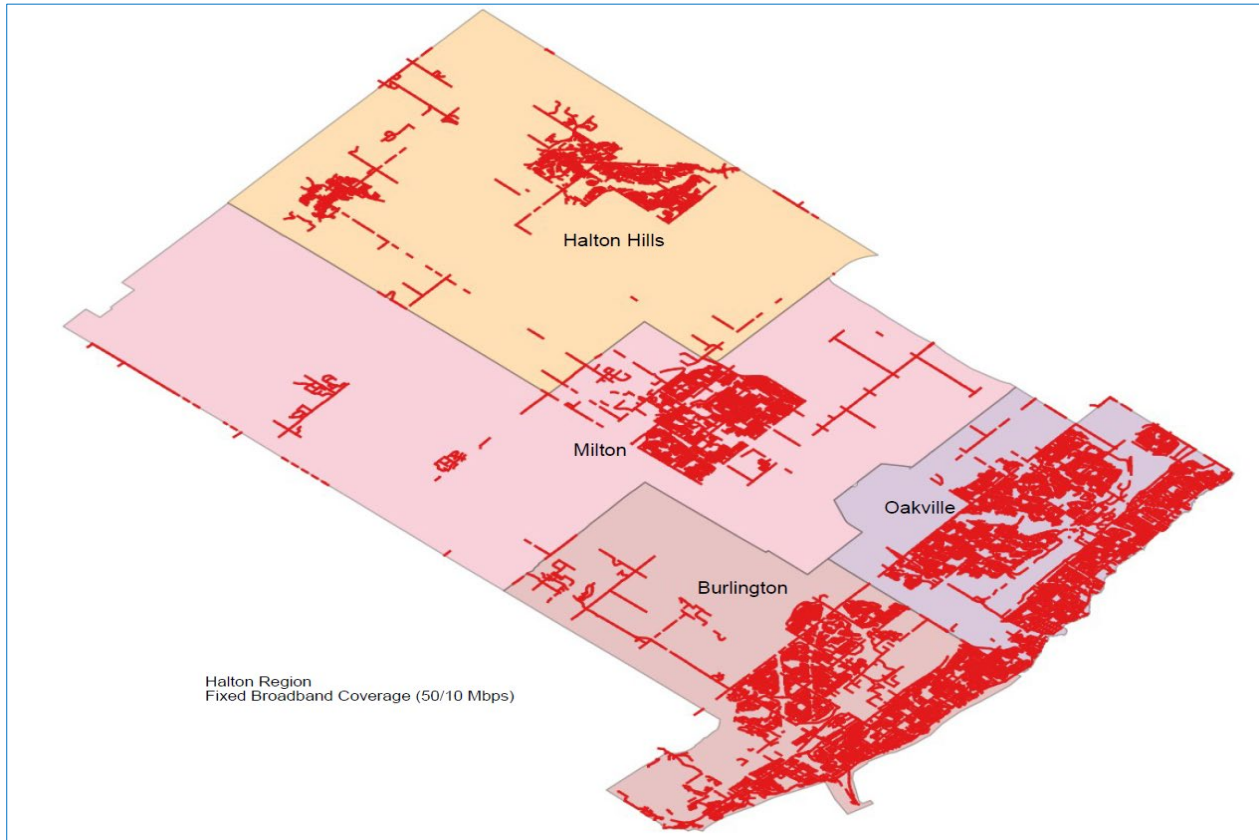 Halton Hills
Milton
Oakville
Burlington
Halton Region
Fixed Broadband Coverage (50/10 Mbps)